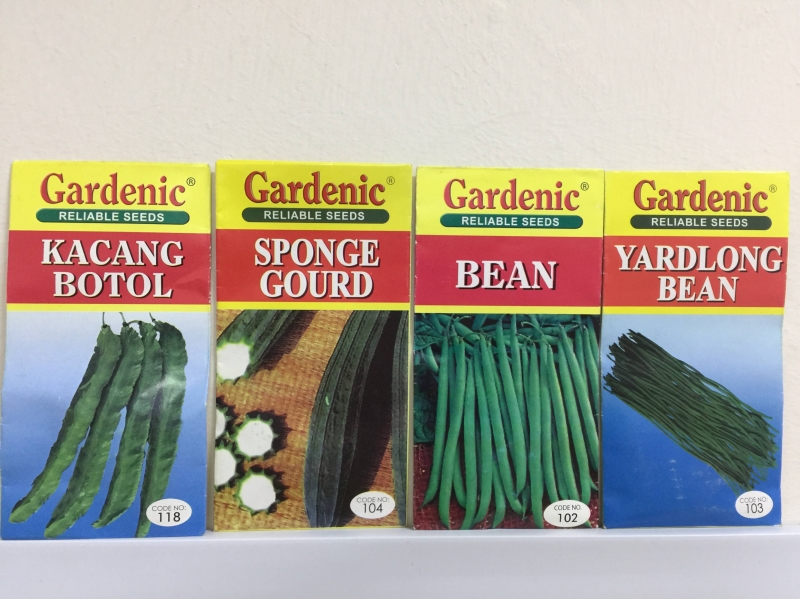 Gardenic®
RELIABLE SEEDS
KACANG
BOTOL
CODE NO:
118
Gardenic®
RELIABLE SEEDS
SPONGE
GOURD
CODE NO:
104
Gardenic®
RELIABLE SEEDS
BEAN
CODE NO:
102
Gardenic®
RELIABLE SEEDS
YARDLONG
BEAN
CODE NO:
103